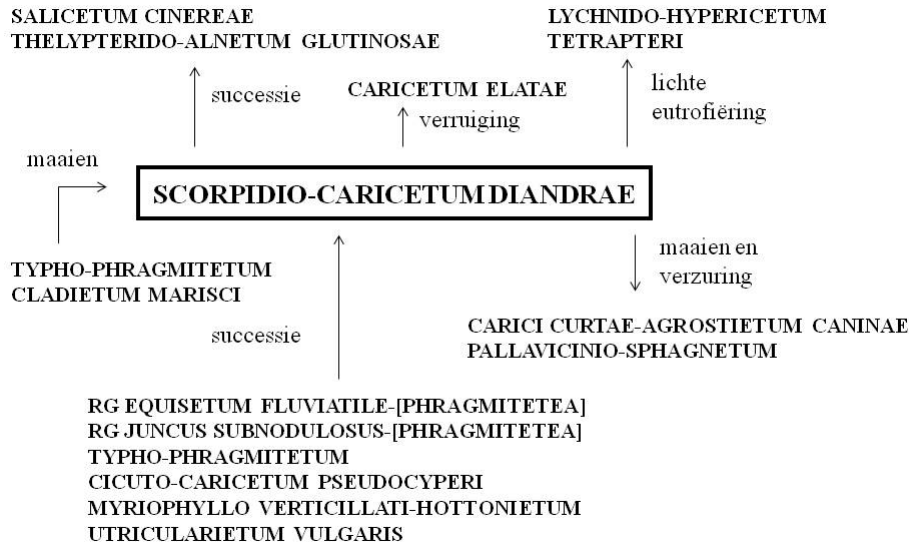 SALICETUM CINEREAE
THELYPTERIDO-ALNETUM GLUTINOSAE
LYCHNIDO-HYPERICETUM
TETRAPTERI
successie
CARICETUM ELATAE
verruiging
lichte
eutrofiëring
maaien
SCORPIDIO-CARICETUM DIANDRAE
TYPHO-PHRAGMITETUM
CLADIETUM MARISCI
maaien en
verzuring
successie
CARICI CURTAE-AGROSTIETUM CANINAE
PALLAVICINIO-SPHAGNETUM
RG EQUISETUM FLUVIATILE-[PHRAGMITETEA]
RG JUNCUS SUBNODULOSUS-[PHRAGMITETEA]
TYPHO-PHRAGMITETUM
CICUTO-CARICETUM PSEUDOCYPERI
MYRIOPHYLLO VERTICILLATI-HOTTONIETUM
UTRICULARIETUM VULGARIS